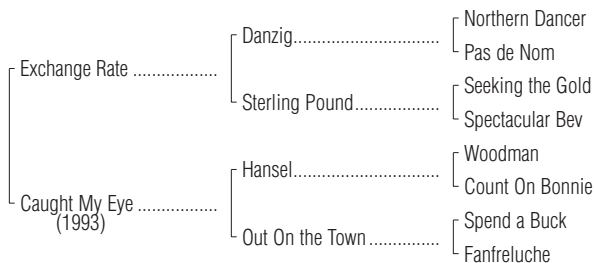 Northern Dancer
Danzig..............................
Pas de Nom
Exchange Rate .................
Seeking the Gold
Sterling Pound.................
Spectacular Bev
Woodman
Hansel.............................
Count On Bonnie
Caught My Eye ................
(1993)
Spend a Buck
Out On the Town ..............
Fanfreluche